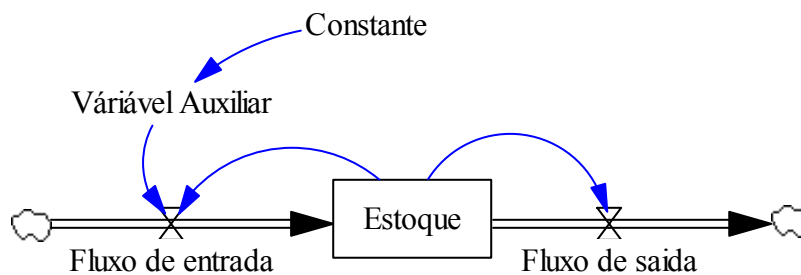 Constante
Váriável Auxiliar
Estoque
Fluxo de entrada
Fluxo de saida